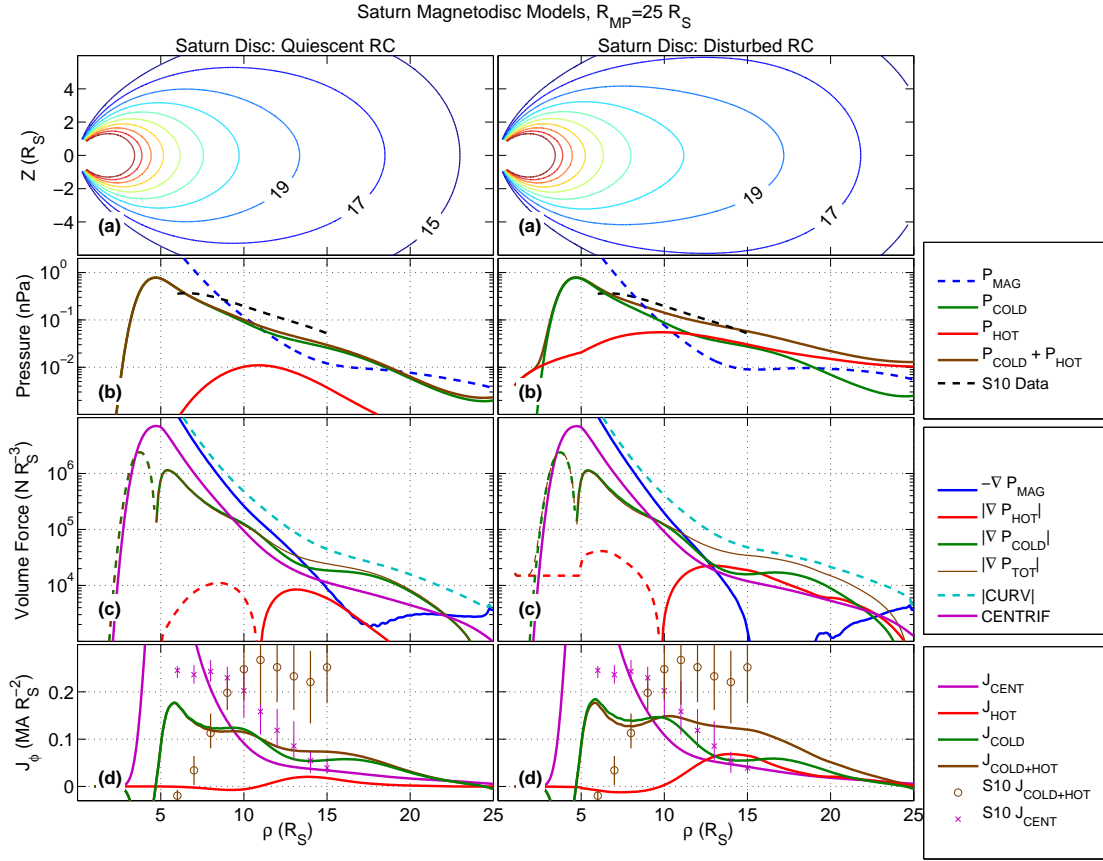 Saturn Magnetodisc Models, R_MP=25 R_S
Saturn Disc: Quiescent RC
Saturn Disc: Disturbed RC
Z (R_S)
4
2
0
−2
−4
19
17
15
(a)
19
17
(a)
Pressure (nPa)
10^0
10^-1
10^-2
(b)
(b)
P_MAG
P_COLD
P_HOT
P_COLD + P_HOT
S10 Data
Volume Force (N R_S^-3)
10^6
10^5
10^4
(c)
(c)
−∇ P_MAG
|∇ P_HOT|
|∇ P_COLD|
|∇ P_TOT|
|CURV|
CENTRIF
J_ϕ (MA R_S^-2)
0.2
0.1
0
(d)
(d)
0 5 10 15 20 25
0 5 10 15 20 25
ρ (R_S)
ρ (R_S)
J_CENT
J_HOT
J_COLD
J_COLD+HOT
S10 J_COLD+HOT
S10 J_CENT